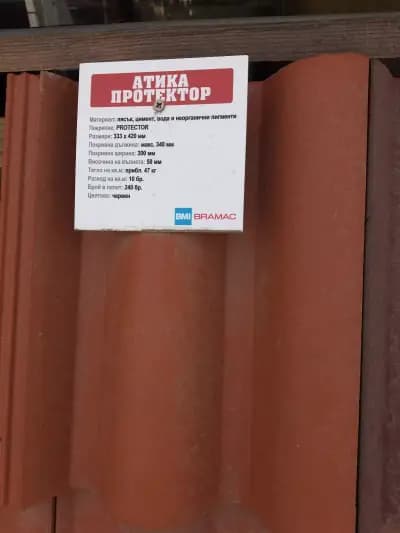 АТИКА
ПРОТЕКТОР
Материал: пясък, цимент, вода и неорганични пигменти
Покритие: PROTECTOR
Размери: 333 x 420 мм
Покривна дължина: макс. 340 мм
Покривна ширина: 300 мм
Височина на вълната: 50 мм
Тегло на кв.м: прибл. 47 кг
Разход на кв.м: 10 бр.
Брой в палет: 240 бр.
Цветове: червен
BMI BRAMAC